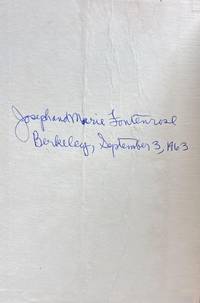 Joseph and Marie Fontenrose
Berkeley, September 3, 1963